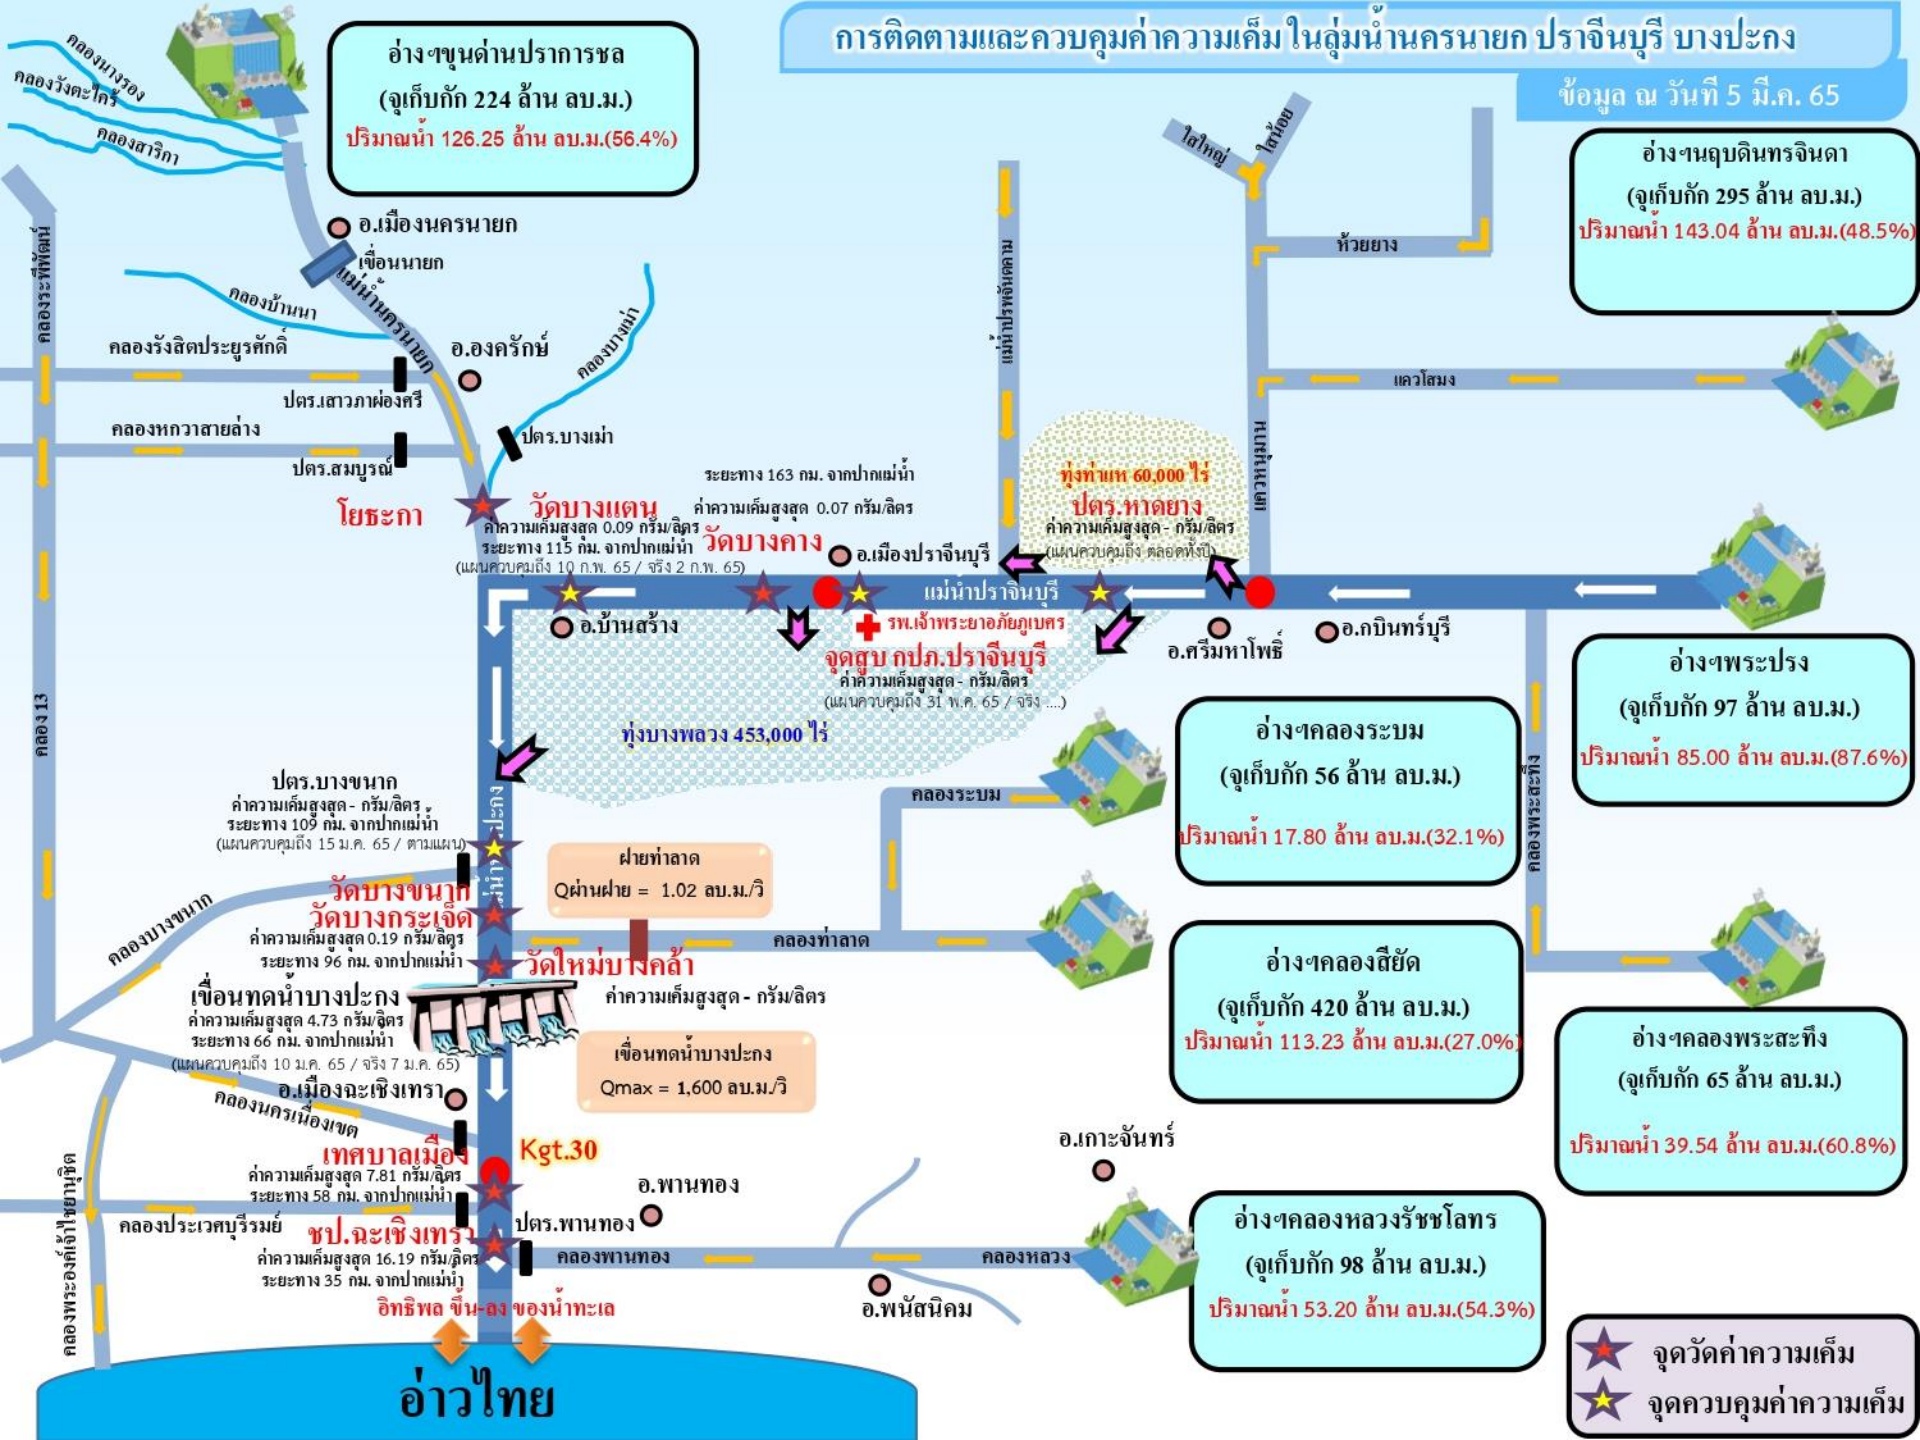 การติดตามและควบคุมค่าความเค็ม ในลุ่มน้ำนครนายก ปราจีนบุรี บางปะกง
ข้อมูล ณ วันที่ 5 มี.ค. 65
คลองนางรอง
คลองวังตะไคร้
คลองสาริกา
อ่างฯขุนด่านปราการชล
(จุเก็บกัก 224 ล้าน ลบ.ม.)
ปริมาณน้ำ 126.25 ล้าน ลบ.ม.(56.4%)
ใสใหญ่
ใสน้อย
อ่างฯนฤบดินทรจินดา
(จุเก็บกัก 295 ล้าน ลบ.ม.)
ปริมาณน้ำ 143.04 ล้าน ลบ.ม.(48.5%)
อ.เมืองนครนายก
เขื่อนนายก
แม่น้ำนครนายก
คลองระพีพัฒน์
คลองบ้านนา
คลองบางเม่า
ห้วยยาง
คลองรังสิตประยูรศักดิ์
อ.องครักษ์
ปตร.เสาวภาผ่องศรี
แควโสมง
คลองหกวาสายล่าง
ปตร.สมบูรณ์
ปตร.บางเม่า
แควหนุมาน
ระยะทาง 163 กม. จากปากแม่น้ำ
ค่าความเค็มสูงสุด 0.07 กรัม/ลิตร
วัดบางคาง
ทุ่งท่าแห 60,000 ไร่
ปตร.หาดยาง
ค่าความเค็มสูงสุด - กรัม/ลิตร
(แผนควบคุมถึง ตลอดทั้งปี)
โยธะกา
วัดบางแตน
ค่าความเค็มสูงสุด 0.09 กรัม/ลิตร
ระยะทาง 115 กม. จากปากแม่น้ำ
(แผนควบคุมถึง 10 ก.พ. 65 / จริง 2 ก.พ. 65)
อ.เมืองปราจีนบุรี
แม่น้ำปราจีนบุรี
อ.บ้านสร้าง
รพ.เจ้าพระยาอภัยภูเบศร
อ.ศรีมหาโพธิ์
อ.กบินทร์บุรี
จุดสูบ กปภ.ปราจีนบุรี
ค่าความเค็มสูงสุด - กรัม/ลิตร
(แผนควบคุมถึง 31 พ.ค. 65 / จริง ....)
อ่างฯพระปรง
(จุเก็บกัก 97 ล้าน ลบ.ม.)
ปริมาณน้ำ 85.00 ล้าน ลบ.ม.(87.6%)
คลอง 13
ทุ่งบางพลวง 453,000 ไร่
อ่างฯคลองระบม
(จุเก็บกัก 56 ล้าน ลบ.ม.)
ปริมาณน้ำ 17.80 ล้าน ลบ.ม.(32.1%)
คลองระบม
คลองพระสะทึง
ปตร.บางขนาก
ค่าความเค็มสูงสุด - กรัม/ลิตร
ระยะทาง 109 กม. จากปากแม่น้ำ
(แผนควบคุมถึง 15 ม.ค. 65 / ตามแผน)
ฝายท่าลาด
Qผ่านฝาย = 1.02 ลบ.ม./วิ
วัดบางขนาก
วัดบางกระเจ็ด
ค่าความเค็มสูงสุด 0.19 กรัม/ลิตร
ระยะทาง 96 กม. จากปากแม่น้ำ
คลองบางขนาก
คลองท่าลาด
วัดใหม่บางคล้า
ค่าความเค็มสูงสุด - กรัม/ลิตร
อ่างฯคลองสียัด
(จุเก็บกัก 420 ล้าน ลบ.ม.)
ปริมาณน้ำ 113.23 ล้าน ลบ.ม.(27.0%)
เขื่อนทดน้ำบางปะกง
ค่าความเค็มสูงสุด 4.73 กรัม/ลิตร
ระยะทาง 66 กม. จากปากแม่น้ำ
(แผนควบคุมถึง 10 ม.ค. 65 / จริง 7 ม.ค. 65)
เขื่อนทดน้ำบางปะกง
Qmax = 1,600 ลบ.ม./วิ
อ่างฯคลองพระสะทึง
(จุเก็บกัก 65 ล้าน ลบ.ม.)
ปริมาณน้ำ 39.54 ล้าน ลบ.ม.(60.8%)
อ.เมืองฉะเชิงเทรา
คลองนครเนื่องเขต
เทศบาลเมือง
ค่าความเค็มสูงสุด 7.81 กรัม/ลิตร
ระยะทาง 58 กม. จากปากแม่น้ำ
Kgt.30
อ.เกาะจันทร์
อ.พานทอง
คลองพระองค์เจ้าไชยานุชิต
คลองประเวศบุรีรมย์
ชป.ฉะเชิงเทรา
ค่าความเค็มสูงสุด 16.19 กรัม/ลิตร
ระยะทาง 35 กม. จากปากแม่น้ำ
ปตร.พานทอง
คลองพานทอง
คลองหลวง
อ.พนัสนิคม
อ่างฯคลองหลวงรัชชโลทร
(จุเก็บกัก 98 ล้าน ลบ.ม.)
ปริมาณน้ำ 53.20 ล้าน ลบ.ม.(54.3%)
อิทธิพล ขึ้น-ลง ของน้ำทะเล
อ่าวไทย
จุดวัดค่าความเค็ม
จุดควบคุมค่าความเค็ม